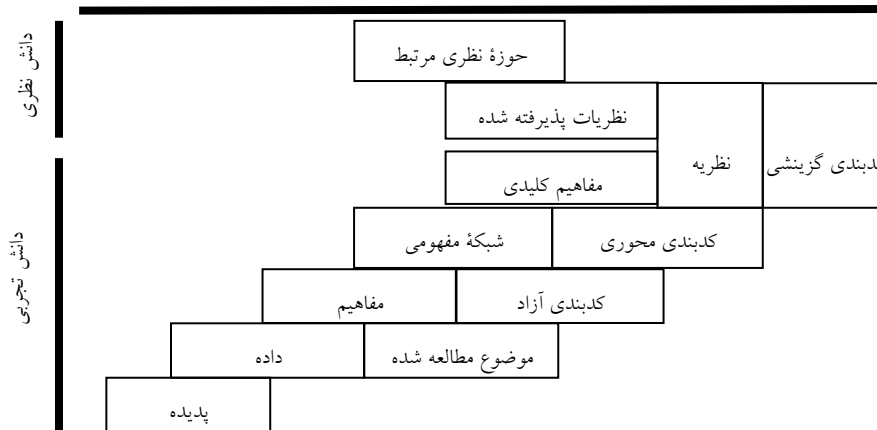 دانش نظری
حوزهٔ نظری مرتبط
نظریات پذیرفته شده
نظریه
کدبندی گزینشی
مفاهیم کلیدی
دانش تجربی
کدبندی محوری
شبکهٔ مفهومی
کدبندی آزاد
مفاهیم
موضوع مطالعه شده
داده
پدیده